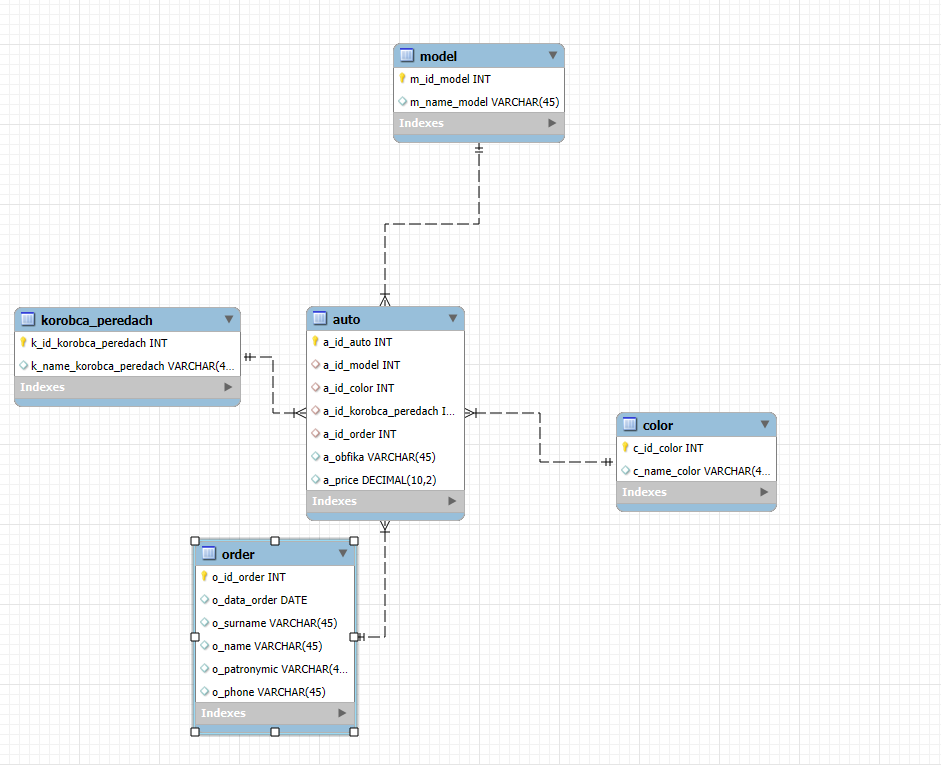 model
m_id_model INT
m_name_model VARCHAR(45)
Indexes
korobca_peredach
k_id_korobca_peredach INT
k_name_korobca_peredach VARCHAR(4...
Indexes
auto
a_id_auto INT
a_id_model INT
a_id_color INT
a_id_korobca_peredach I...
a_id_order INT
a_obfika VARCHAR(45)
a_price DECIMAL(10,2)
Indexes
color
c_id_color INT
c_name_color VARCHAR(4...
Indexes
order
o_id_order INT
o_data_order DATE
o_surname VARCHAR(45)
o_name VARCHAR(45)
o_patronymic VARCHAR(4...
o_phone VARCHAR(45)
Indexes